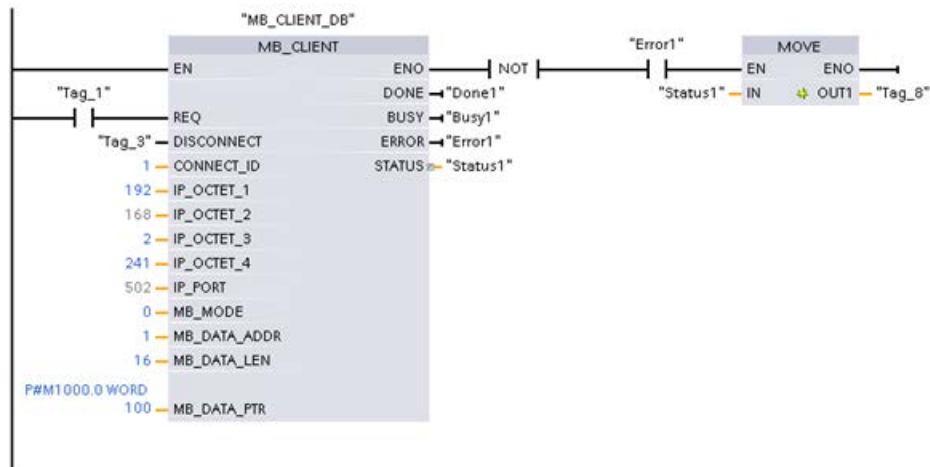 "MB_CLIENT_DB"
MB_CLIENT
"Error1"
MOVE
EN ENO NOT EN ENO
"Tag_1" DONE "Done1" "Status1" IN OUT1 "Tag_8"
REQ BUSY "Busy1"
"Tag_3" DISCONNECT ERROR "Error1"
1 CONNECT_ID STATUS "Status1"
192 IP_OCTET_1
168 IP_OCTET_2
2 IP_OCTET_3
241 IP_OCTET_4
502 IP_PORT
0 MB_MODE
1 MB_DATA_ADDR
16 MB_DATA_LEN
P#M1000.0 WORD
100 MB_DATA_PTR